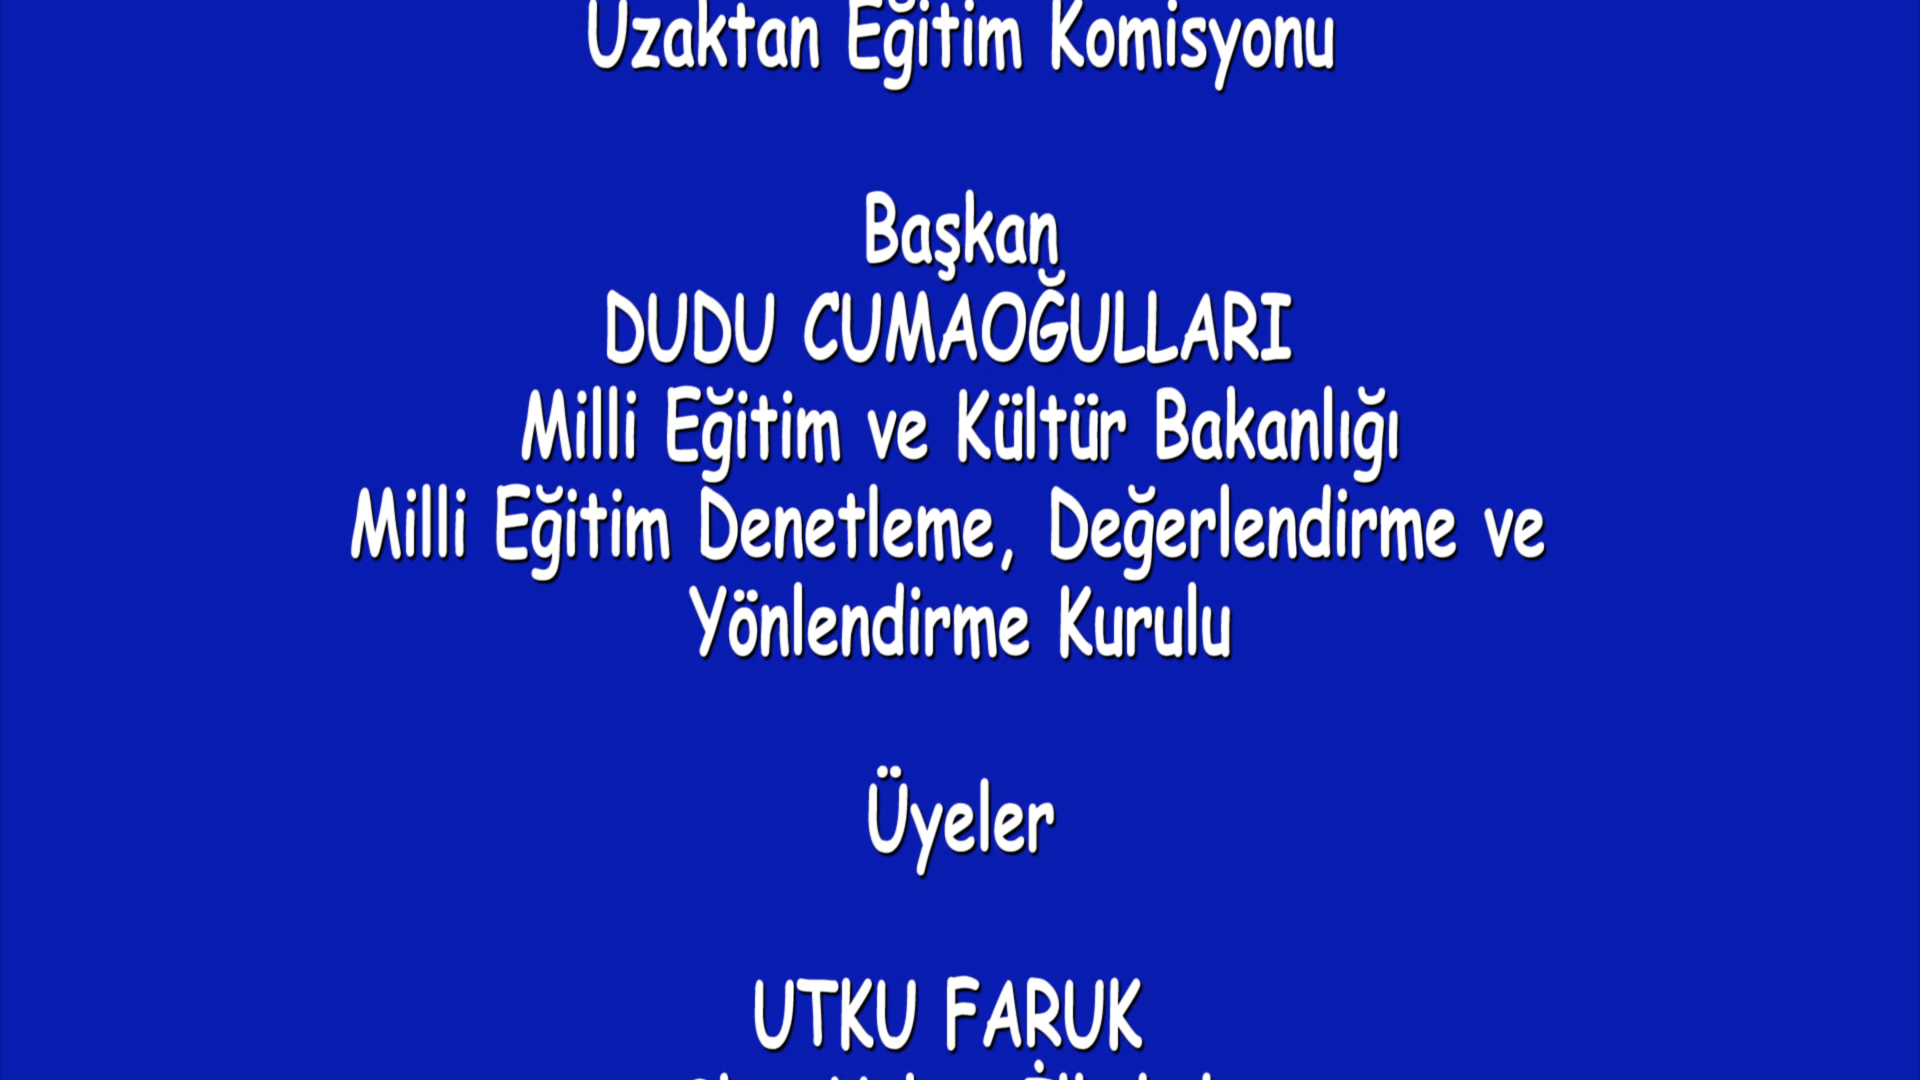 Uzaktan Eğitim Komisyonu
Başkan
DUDU CUMAOĞULLARI
Milli Eğitim ve Kültür Bakanlığı
Milli Eğitim Denetleme, Değerlendirme ve
Yönlendirme Kurulu
Üyeler
UTKU FARUK